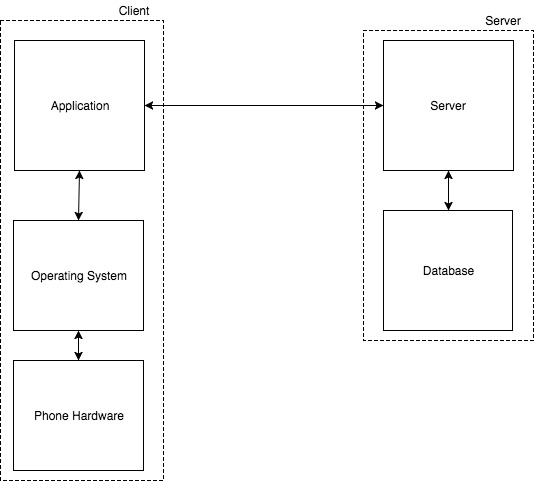 Client
Server
Application
Server
Operating System
Database
Phone Hardware